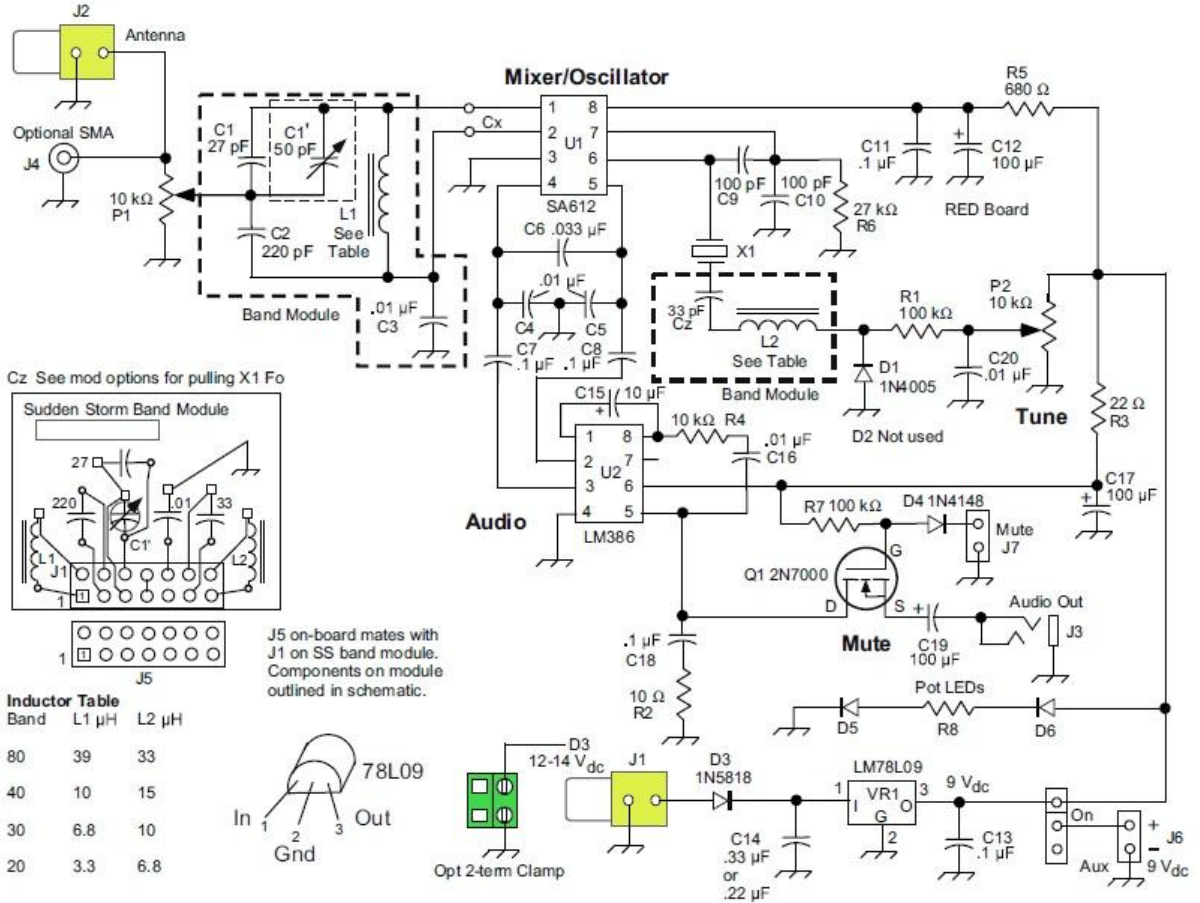 J2
Antenna
Optional SMA
J4
10 kΩ
P1
C1
27 pF
C1'
50 pF
C2
220 pF
L1
See
Table
Band Module
.01 µF
C3
Cx
Mixer/Oscillator
1
2
3
4
8
7
6
5
U1
SA612
C6 .033 µF
.01 µF
C4
C5
C7
.1 µF
C8
.1 µF
100 pF
C9
100 pF
C10
27 kΩ
R6
X1
33 pF
Cz
L2
See Table
Band Module
C11
.1 µF
+
C12
100 µF
R5
680 Ω
RED Board
R1
100 kΩ
P2
10 kΩ
D1
1N4005
C20
.01 µF
D2 Not used
Tune
22 Ω
R3
C17
+
100 µF
C15
10 µF
+
1
2
3
4
8
7
6
5
U2
LM386
Audio
10 kΩ R4
.01 µF
C16
R7 100 kΩ
D4 1N4148
Mute
J7
Q1 2N7000
G
D
S
Mute
+
C19
100 µF
Audio Out
J3
.1 µF
C18
10 Ω
R2
Pot LEDs
D5
R8
D6
Cz See mod options for pulling X1 Fo
Sudden Storm Band Module
27
220
.01
33
C1'
L1
L2
J1
1
1
1
1
J5
J5 on-board mates with
J1 on SS band module.
Components on module
outlined in schematic.
Inductor Table
Band L1 µH L2 µH
80 39 33
40 10 15
30 6.8 10
20 3.3 6.8
78L09
In
1
2
3
Out
Gnd
D3
12-14 Vdc
Opt 2-term Clamp
J1
D3
1N5818
C14
.33 µF
or
.22 µF
LM78L09
1
VR1
3
I
O
G
2
9 Vdc
C13
.1 µF
On
+
−
J6
Aux
9 Vdc